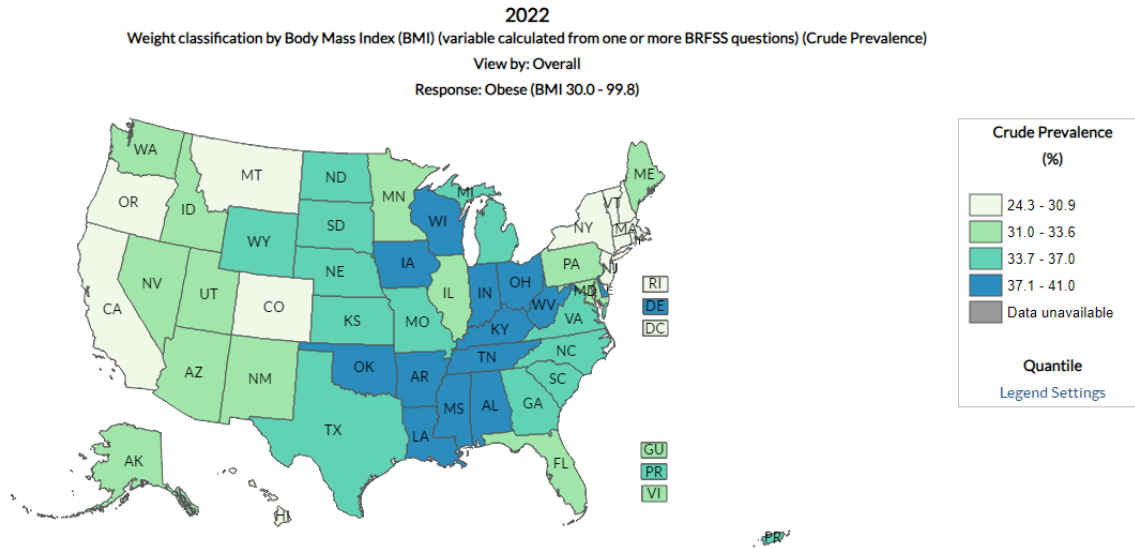 2022
Weight classification by Body Mass Index (BMI) (variable calculated from one or more BRFSS questions) (Crude Prevalence)
View by: Overall
Response: Obese (BMI 30.0 - 99.8)
Crude Prevalence
(%)
24.3 - 30.9
31.0 - 33.6
33.7 - 37.0
37.1 - 41.0
Data unavailable
Quantile
Legend Settings
WA
MT
ND
MN
ME
OR
ID
SD
WI
MI
VT
NY
MA
WY
IA
NE
PA
NJ
NV
UT
CO
IL
IN
OH
MD
CA
KS
MO
WV
VA
KY
RI
DE
DC
AZ
NM
OK
AR
TN
NC
SC
MS
AL
GA
TX
LA
FL
AK
HI
GU
PR
VI
PR